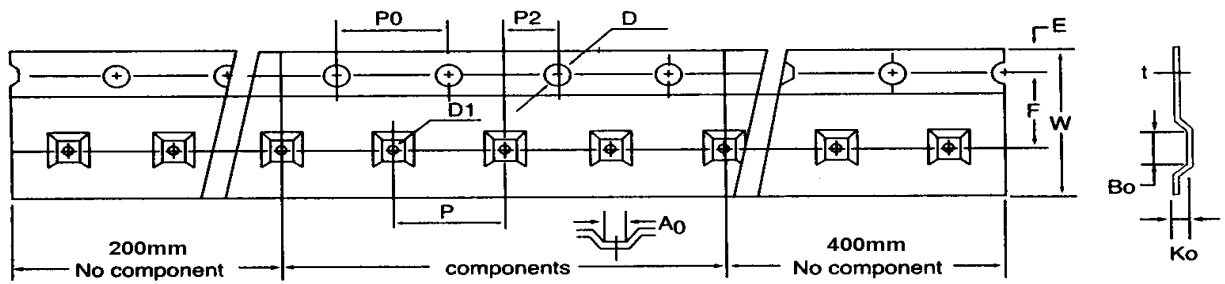 P0
P2
D
E
t
D1
F
W
Bo
P
A0
200mm
400mm
No component
components
No component
Ko